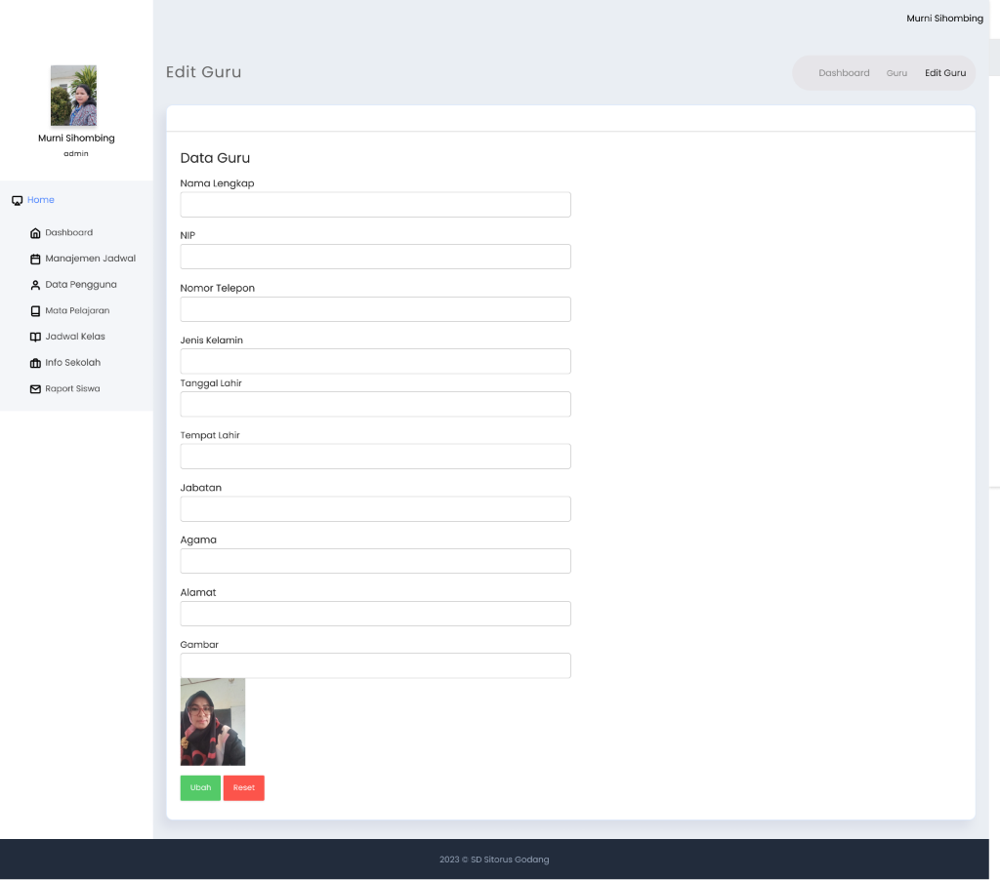 Murni Sihombing
Edit Guru
Dashboard Guru Edit Guru
Murni Sihombing
admin
Home
Dashboard
Manajemen Jadwal
Data Pengguna
Mata Pelajaran
Jadwal Kelas
Info Sekolah
Raport Siswa
Data Guru
Nama Lengkap
NIP
Nomor Telepon
Jenis Kelamin
Tanggal Lahir
Tempat Lahir
Jabatan
Agama
Alamat
Gambar
Ubah Reset
2023 © SD Sitorus Godang